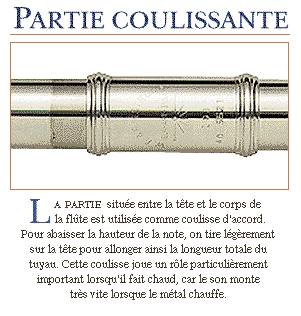 PARTIE COULISSANTE
LA PARTIE située entre la tête et le corps de
la flûte est utilisée comme coulisse d'accord.
Pour abaisser la hauteur de la note, on tire légèrement
sur la tête pour allonger ainsi la longueur totale du
tuyau. Cette coulisse joue un rôle particulièrement
important lorsqu'il fait chaud, car le son monte
très vite lorsque le métal chauffe.